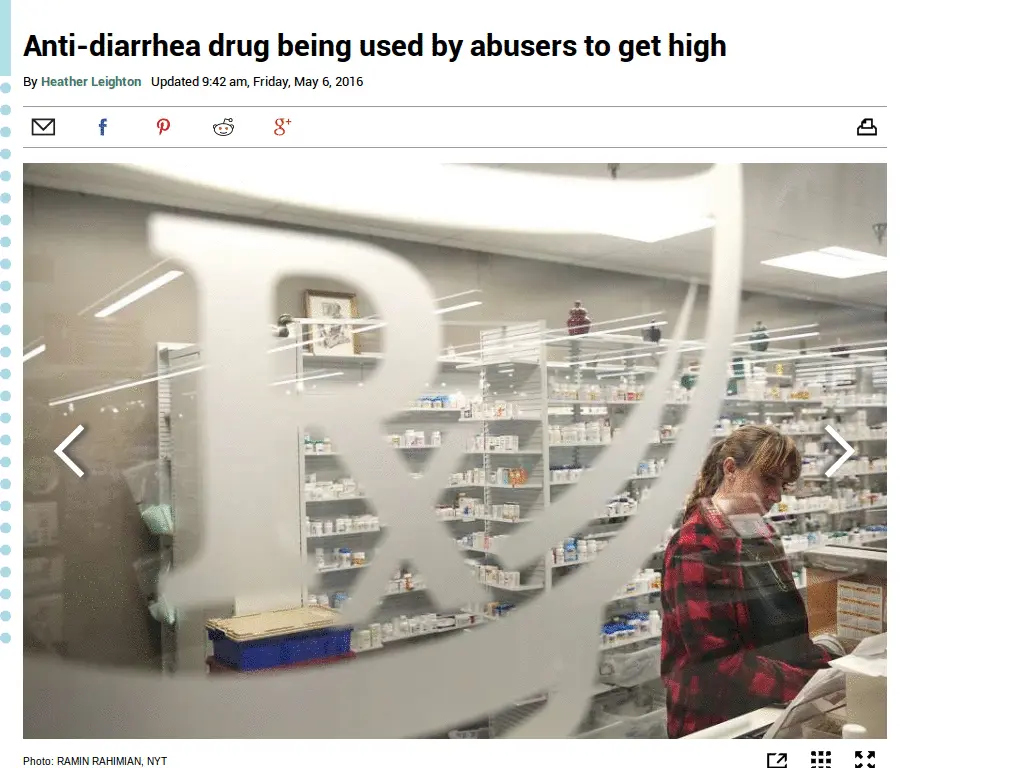 Anti-diarrhea drug being used by abusers to get high
By Heather Leighton Updated 9:42 am, Friday, May 6, 2016
f
g+
Rx
Photo: RAMIN RAHIMIAN, NYT